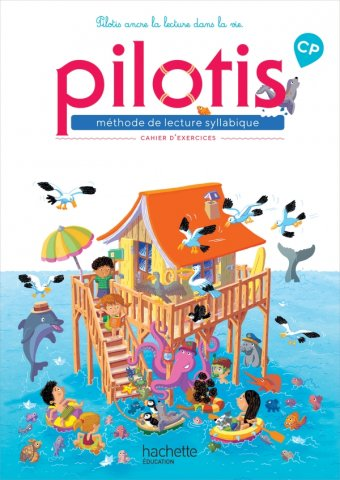 Pilotis ancre la lecture dans la vie.
CP
pilotis
méthode de lecture syllabique
CAHIER D'EXERCICES
hachette
ÉDUCATION